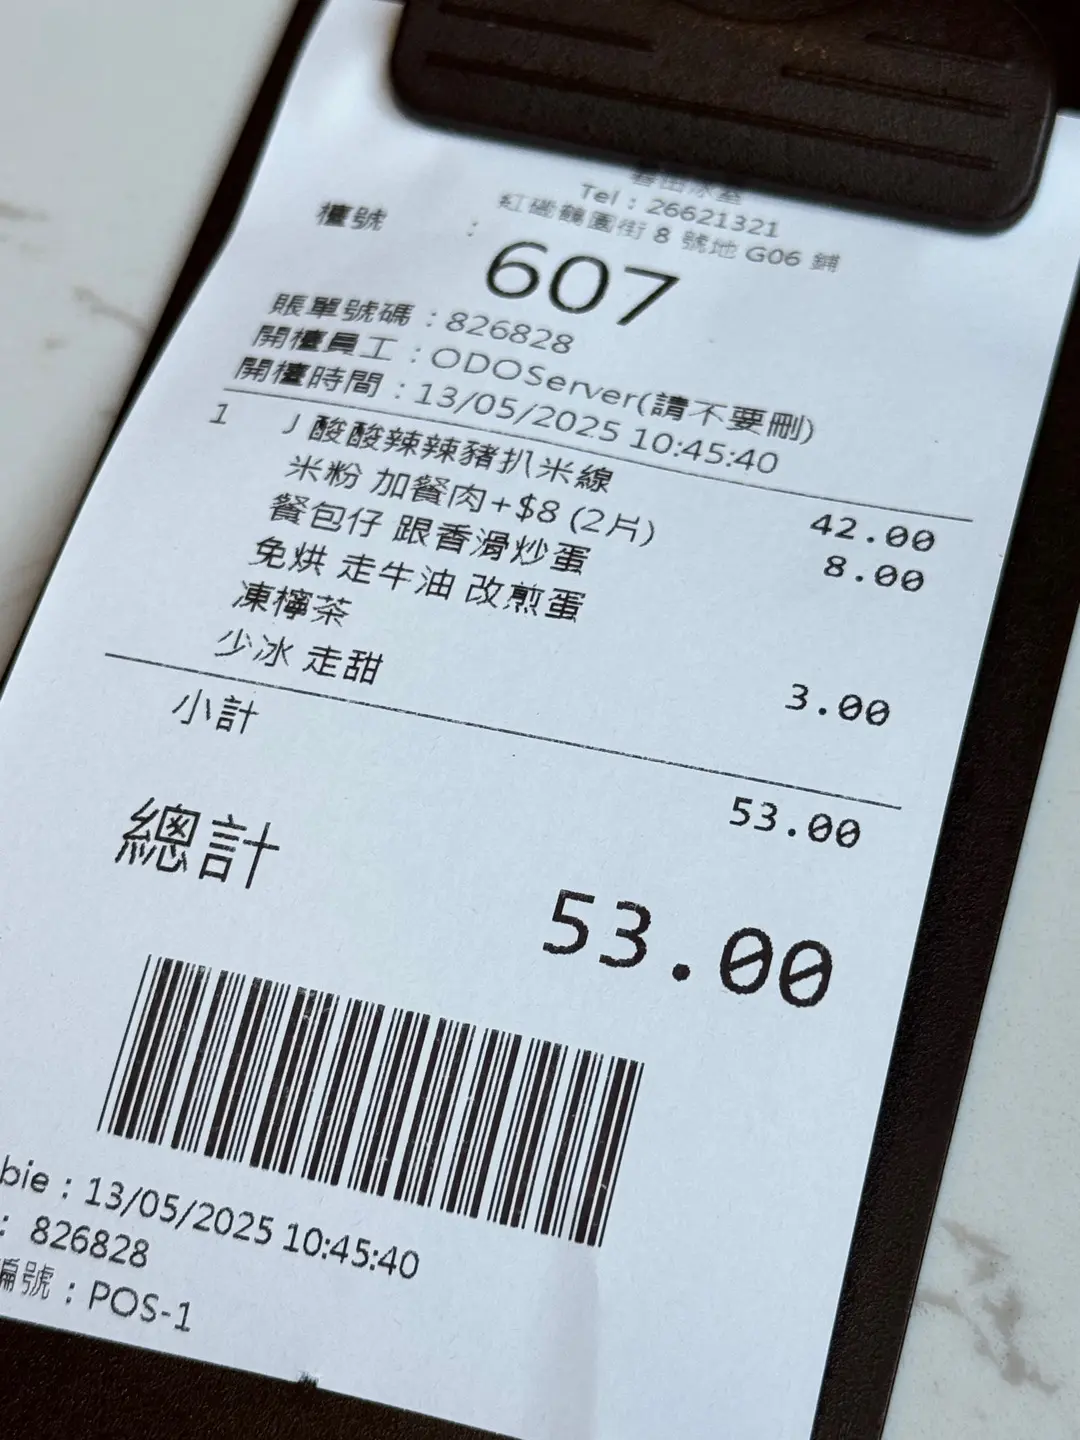 Tel : 26621321
紅磡鶴園街 8 號地 G06 鋪
檯號 : 607
賬單號碼 : 826828
開檯員工 : ODOServer(請不要刪)
開檯時間 : 13/05/2025 10:45:40
1 J 酸酸辣辣豬扒米線 42.00
米粉 加餐肉+$8 (2片) 8.00
餐包仔 跟香滑炒蛋
免烘 走牛油 改煎蛋
凍檸茶 3.00
少冰 走甜
小計 53.00
總計 53.00
bie : 13/05/2025 10:45:40
: 826828
編號 : POS-1